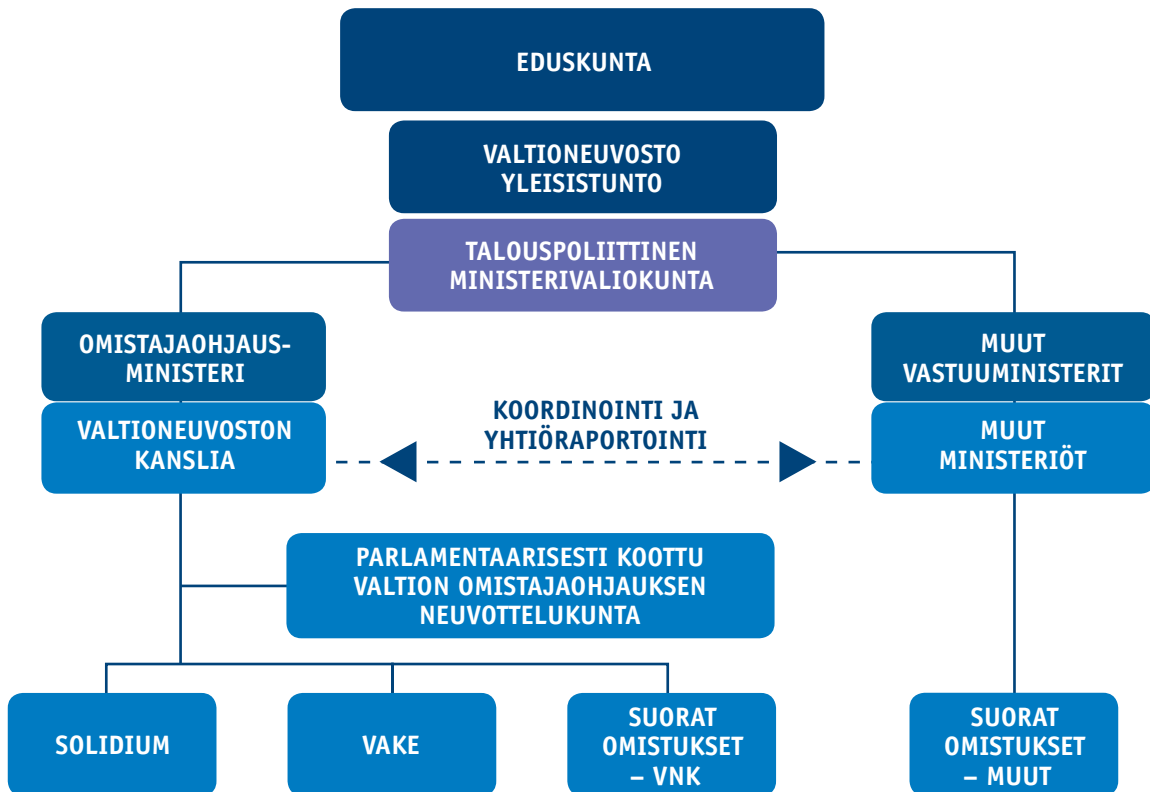 EDUSKUNTA
VALTIONEUVOSTO
YLEISISTUNTO
TALOUSPOLIITTINEN
MINISTERIVALIOKUNTA
OMISTAJAOHJAUS-
MINISTERI
MUUT
VASTUUMINISTERIT
VALTIONEUVOSTON
KANSLIA
KOORDINOINTI JA
YHTIÖRAPORTOINTI
MUUT
MINISTERIÖT
PARLAMENTAARISESTI KOOTTU
VALTION OMISTAJAOHJAUKSEN
NEUVOTTELUKUNTA
SOLIDIUM
VAKE
SUORAT
OMISTUKSET
– VNK
SUORAT
OMISTUKSET
– MUUT